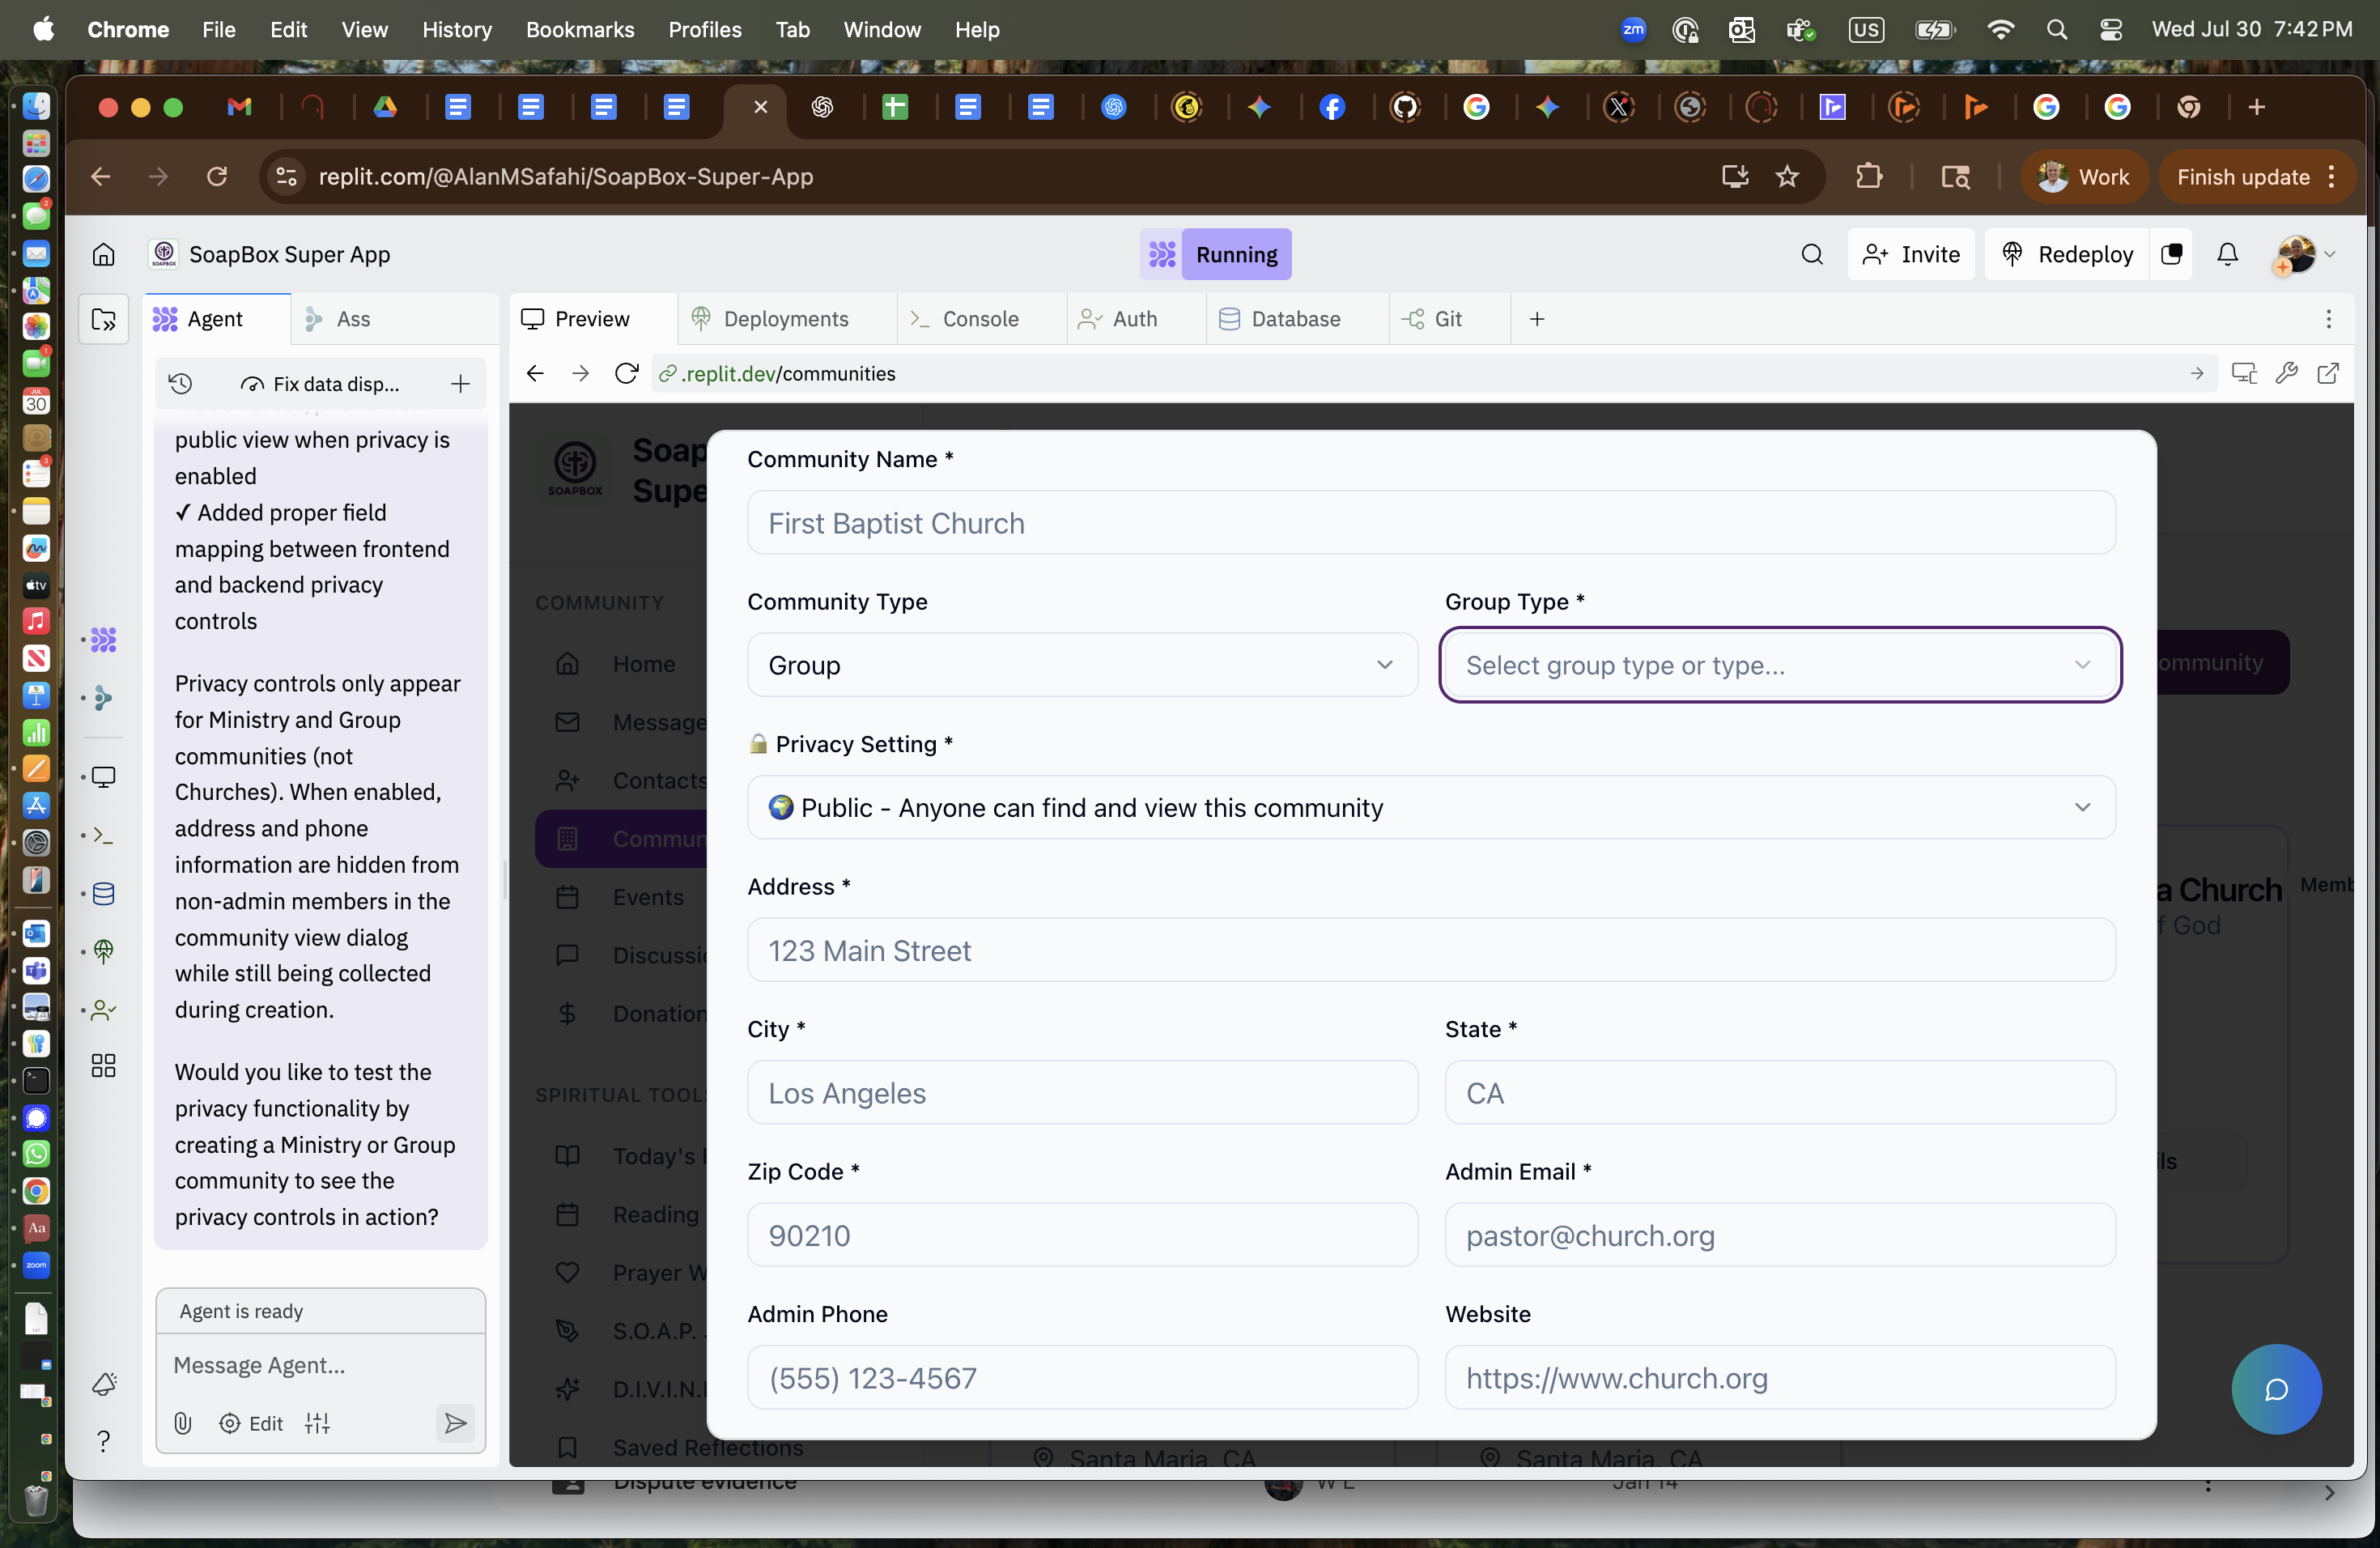 Chrome File Edit View History Bookmarks Profiles Tab Window Help zm US Wed Jul 30 7:42 PM
replit.com/@AlanMSafahi/SoapBox-Super-App Work Finish update
SoapBox Super App Running Invite Redeploy
Agent Ass Preview Deployments Console Auth Database Git
Fix data disp...
.replit.dev/communities
public view when privacy is
enabled
✓ Added proper field
mapping between frontend
and backend privacy
controls
Privacy controls only appear
for Ministry and Group
communities (not
Churches). When enabled,
address and phone
information are hidden from
non-admin members in the
community view dialog
while still being collected
during creation.
Would you like to test the
privacy functionality by
creating a Ministry or Group
community to see the
privacy controls in action?
Agent is ready
Message Agent...
Edit
SOAPBOX
Soap
Supe
COMMUNITY
Home
Message
Contacts
Commun
Events
Discussi
Donation
SPIRITUAL TOOL
Today's
Reading
Prayer W
S.O.A.P.
D.I.V.I.N.
Saved Reflections
Community Name *
First Baptist Church
Community Type
Group
Group Type *
Select group type or type...
🔒 Privacy Setting *
🌍 Public - Anyone can find and view this community
Address *
123 Main Street
City *
Los Angeles
State *
CA
Zip Code *
90210
Admin Email *
pastor@church.org
Admin Phone
(555) 123-4567
Website
https://www.church.org
ommunity
a Church Memb
f God
ls
Santa Maria, CA Santa Maria, CA
Dispute evidence W L Jan 14
JUL
30
tv
Aa
zoom